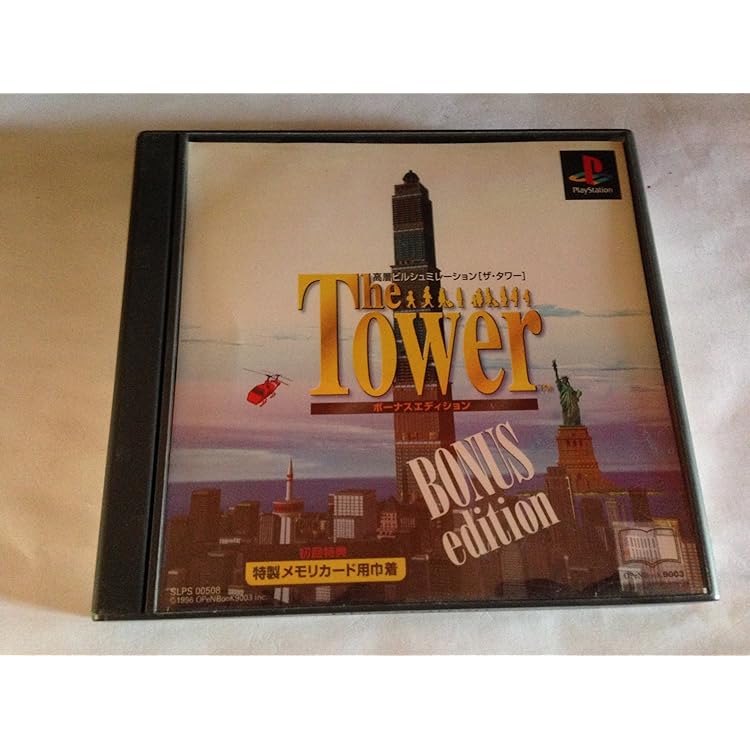 PlayStation
高層ビルシュミレーション[ザ・タワー]
The
Tower
ボーナスエディション
BONUS
edition
初回特典
特製メモリカード用巾着
SLPS 00508
©1996 OPeNBooK9003 Inc.
OPeNBooK9003